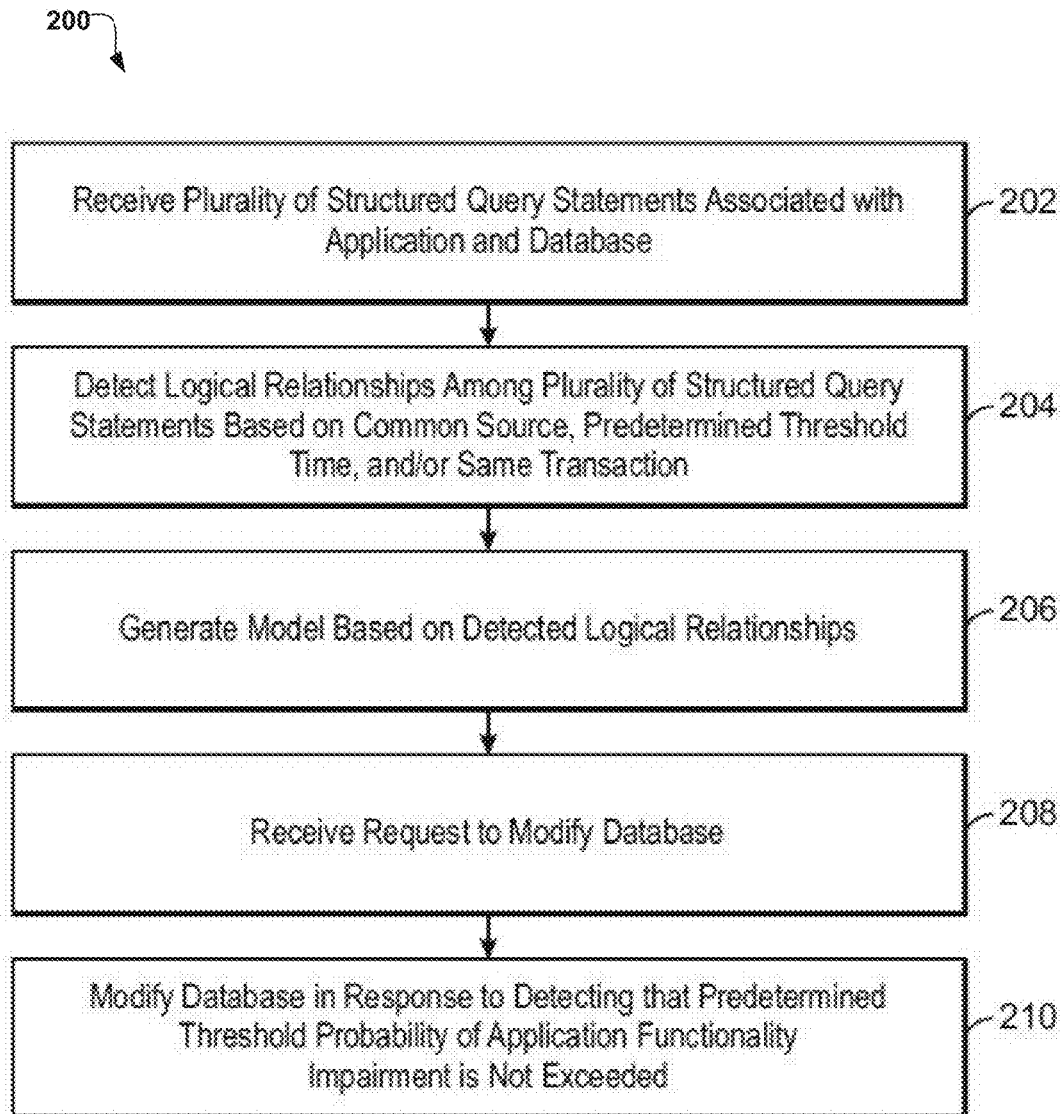 200
Receive Plurality of Structured Query Statements Associated with
Application and Database
202
Detect Logical Relationships Among Plurality of Structured Query
Statements Based on Common Source, Predetermined Threshold
Time, and/or Same Transaction
204
Generate Model Based on Detected Logical Relationships
206
Receive Request to Modify Database
208
Modify Database in Response to Detecting that Predetermined
Threshold Probability of Application Functionality
Impairment is Not Exceeded
210